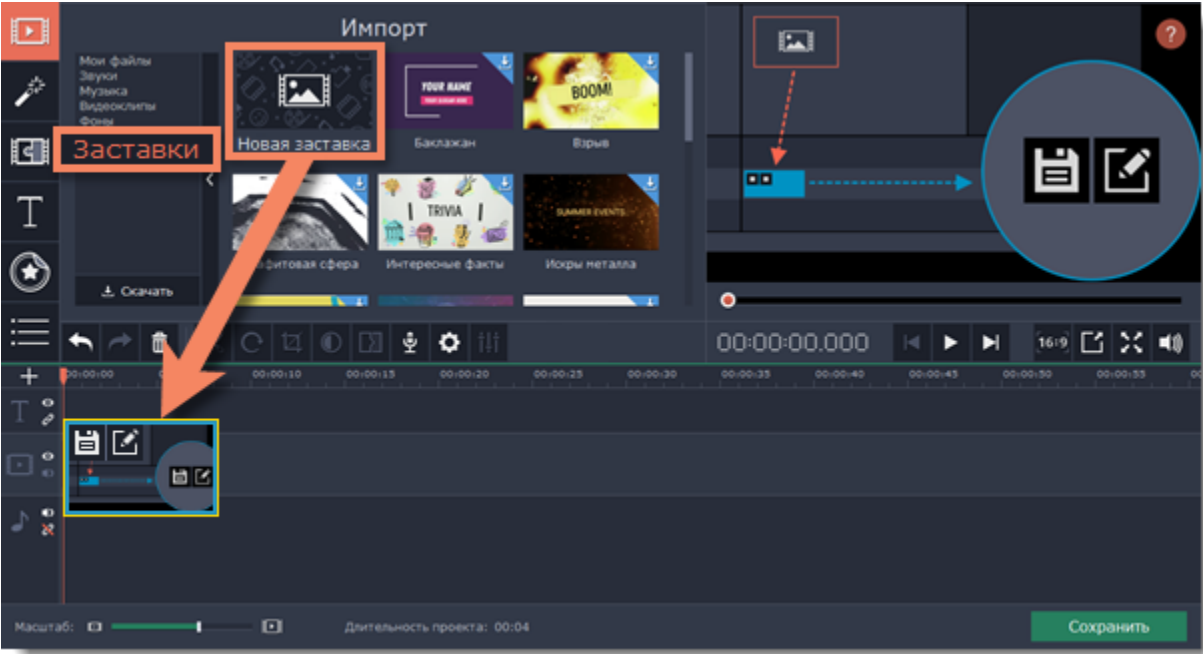 Импорт
Мои файлы
Звуки
Музыка
Видеоклипы
Фоны
Заставки
Скачать
Новая заставка
YOUR NAME
Баклажан
BOOM!
Взрыв
фитовая сфера
TRIVIA
Интересные факты
SUMMER EVENTS
Искры металла
?
00:00:00.000
16:9
00:00:00
00:00:10
00:00:15
00:00:20
00:00:25
00:00:30
00:00:35
00:00:40
00:00:45
00:00:50
00:00:55
T
T
Масштаб:
Длительность проекта: 00:04
Сохранить